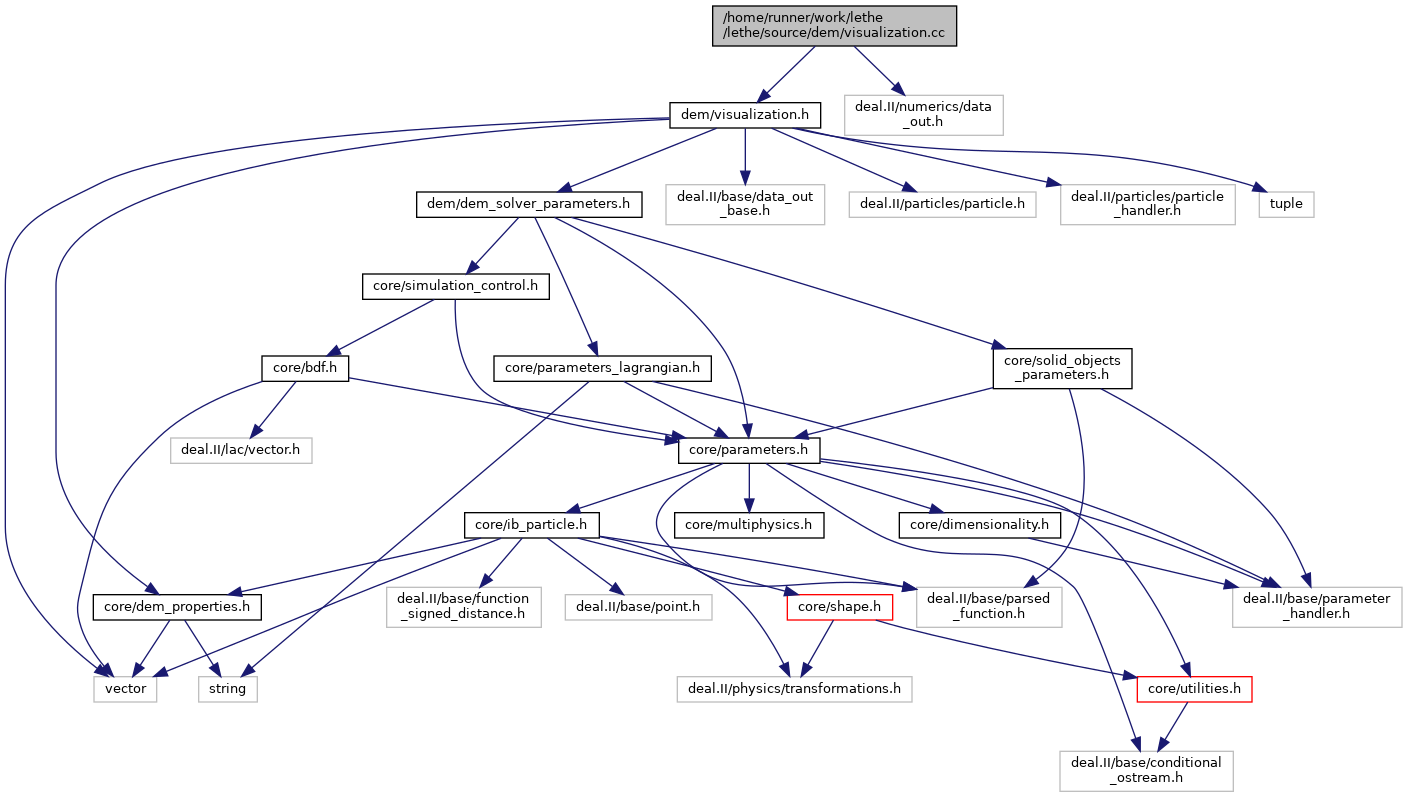 /home/runner/work/lethe
/lethe/source/dem/visualization.cc
dem/visualization.h
deal.II/numerics/data
_out.h
dem/dem_solver_parameters.h
deal.II/base/data_out
_base.h
deal.II/particles/particle.h
deal.II/particles/particle
_handler.h
tuple
core/simulation_control.h
core/bdf.h
core/parameters_lagrangian.h
core/solid_objects
_parameters.h
deal.II/lac/vector.h
core/parameters.h
core/ib_particle.h
core/multiphysics.h
core/dimensionality.h
core/dem_properties.h
deal.II/base/function
_signed_distance.h
deal.II/base/point.h
core/shape.h
deal.II/base/parsed
_function.h
deal.II/base/parameter
_handler.h
vector
string
deal.II/physics/transformations.h
core/utilities.h
deal.II/base/conditional
_ostream.h